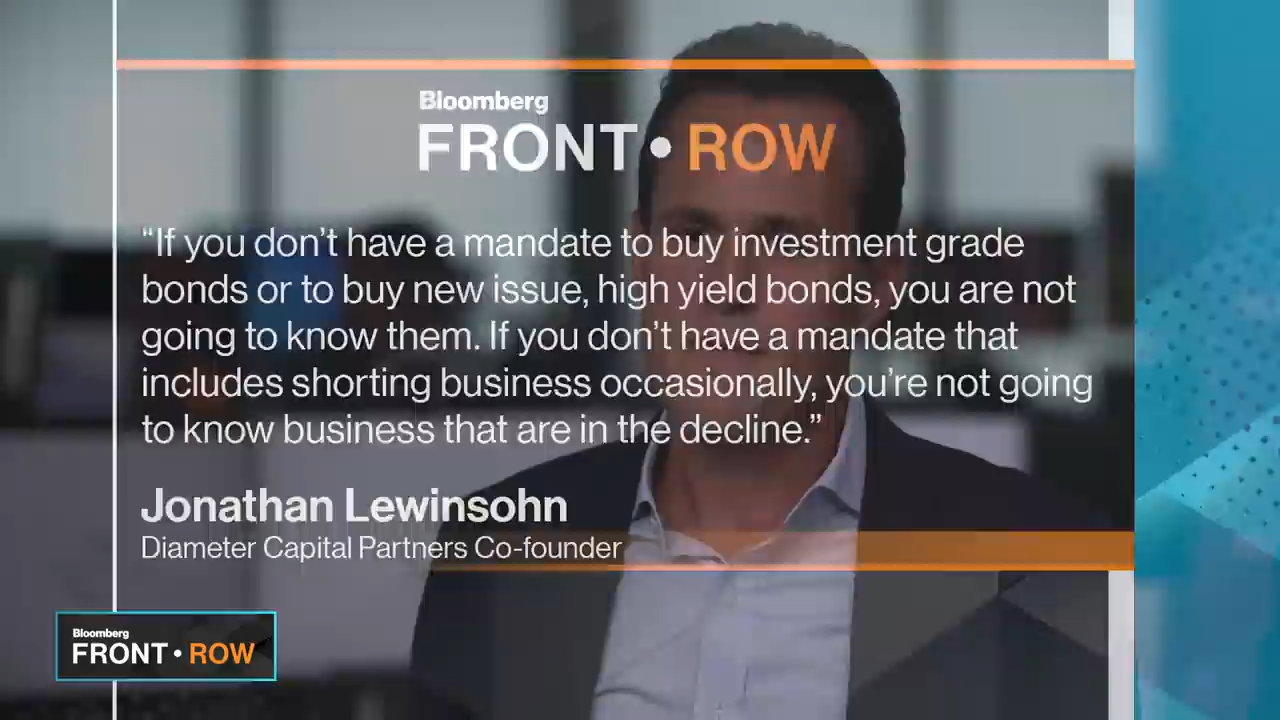 Bloomberg
FRONT • ROW
“If you don’t have a mandate to buy investment grade
bonds or to buy new issue, high yield bonds, you are not
going to know them. If you don’t have a mandate that
includes shorting business occasionally, you’re not going
to know business that are in the decline.”
Jonathan Lewinsohn
Diameter Capital Partners Co-founder
Bloomberg
FRONT • ROW